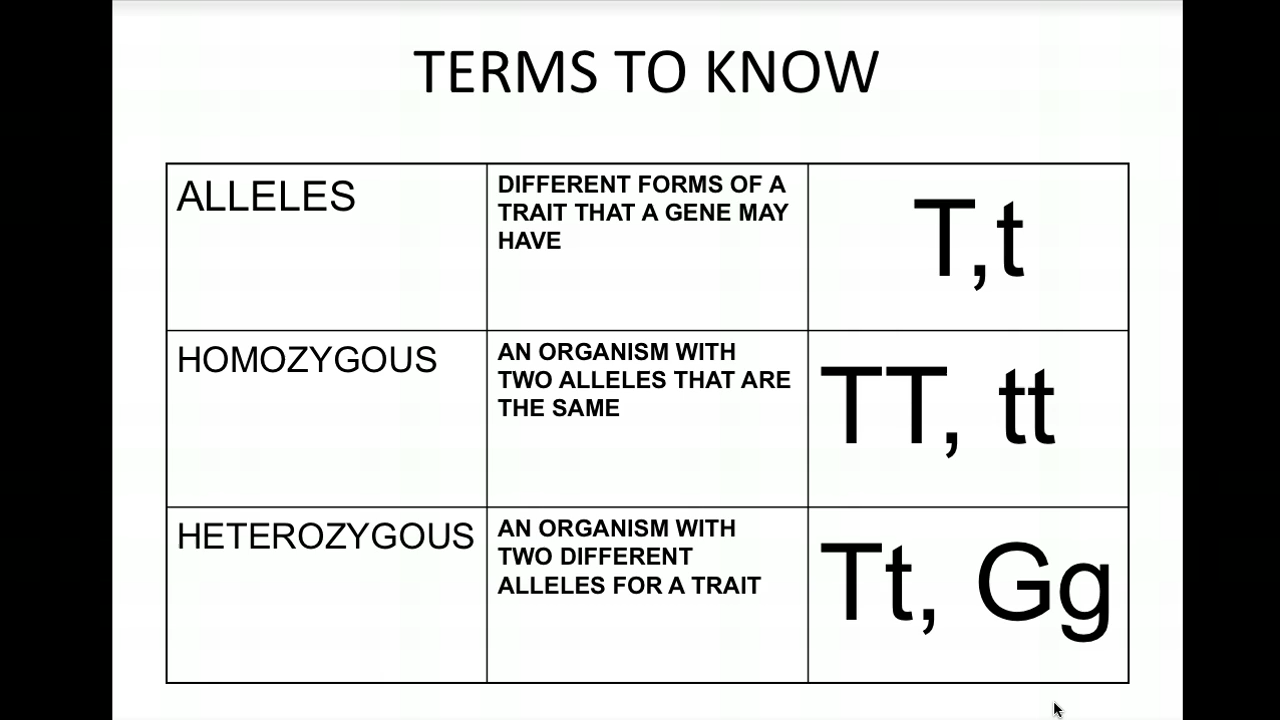 TERMS TO KNOW
ALLELES
DIFFERENT FORMS OF A
TRAIT THAT A GENE MAY
HAVE
T,t
HOMOZYGOUS
AN ORGANISM WITH
TWO ALLELES THAT ARE
THE SAME
TT, tt
HETEROZYGOUS
AN ORGANISM WITH
TWO DIFFERENT
ALLELES FOR A TRAIT
Tt, Gg